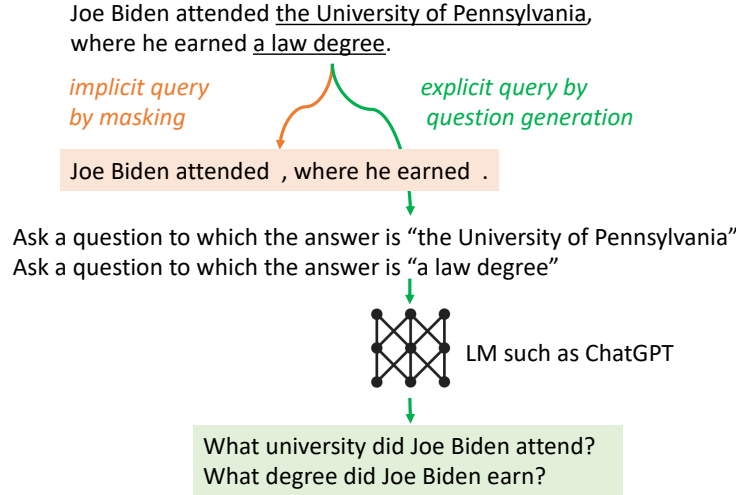 Joe Biden attended the University of Pennsylvania,
where he earned a law degree.
implicit query
by masking
explicit query by
question generation
Joe Biden attended , where he earned .
Ask a question to which the answer is “the University of Pennsylvania”
Ask a question to which the answer is “a law degree”
LM such as ChatGPT
What university did Joe Biden attend?
What degree did Joe Biden earn?